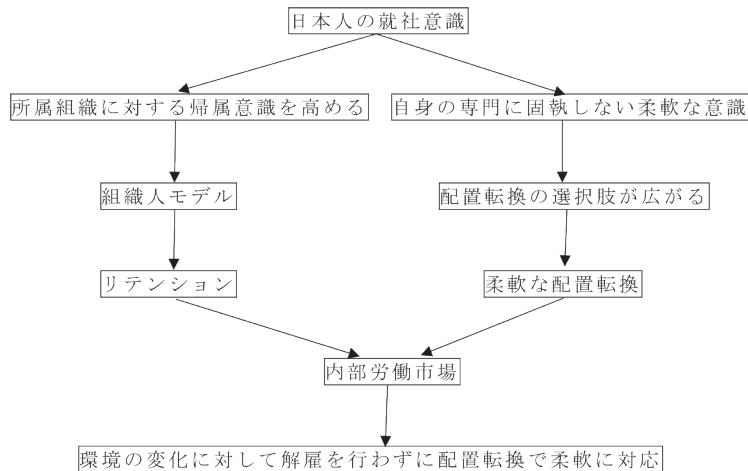 日本人の就社意識
所属組織に対する帰属意識を高める
自身の専門に固執しない柔軟な意識
組織人モデル
配置転換の選択肢が広がる
リテンション
柔軟な配置転換
内部労働市場
環境の変化に対して解雇を行わずに配置転換で柔軟に対応